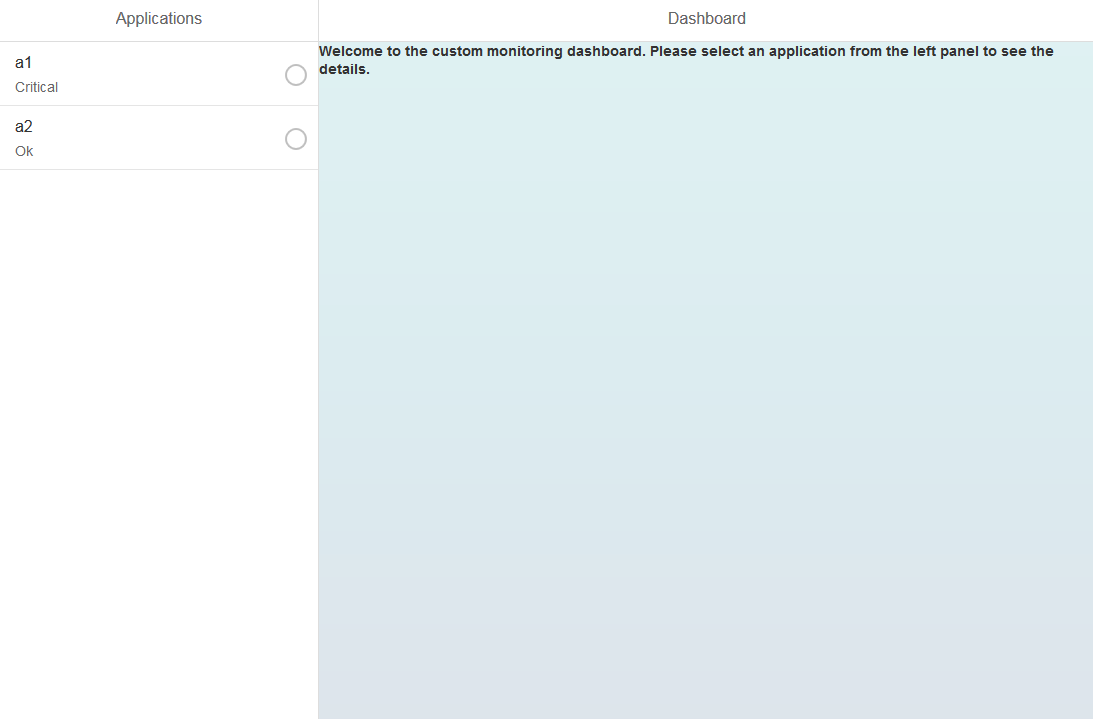 Applications
Dashboard
a1
Critical
a2
Ok
Welcome to the custom monitoring dashboard. Please select an application from the left panel to see the
details.